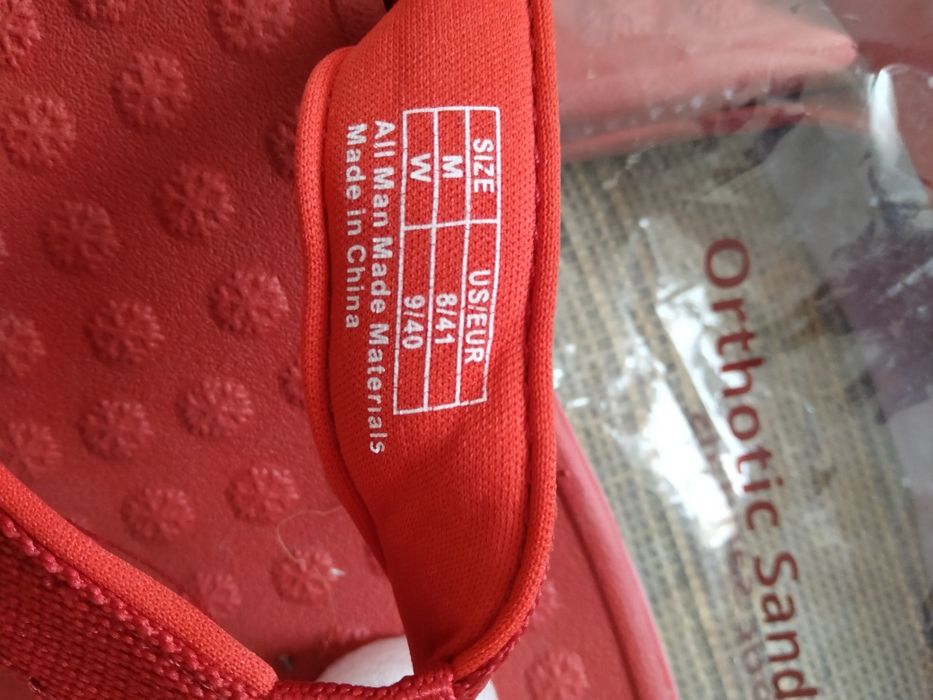 SIZE US/EUR
M 8/41
W 9/40
All Man Made Materials
Made in China
Orthotic Sand